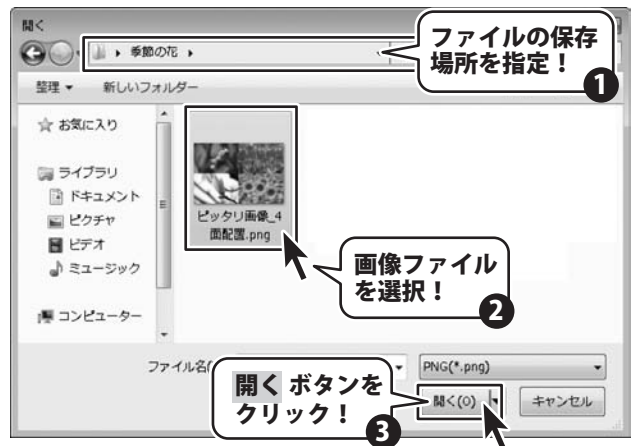 開く
季節の花
ファイルの保存
場所を指定！
1
整理 新しいフォルダー
お気に入り
ライブラリ
ドキュメント
ピクチャ
ビデオ
ミュージック
コンピューター
ピッタリ画像_4
面配置.png
画像ファイル
を選択！
2
ファイル名(
PNG(*.png)
開く ボタンを
クリック！
3
開く(O)
キャンセル